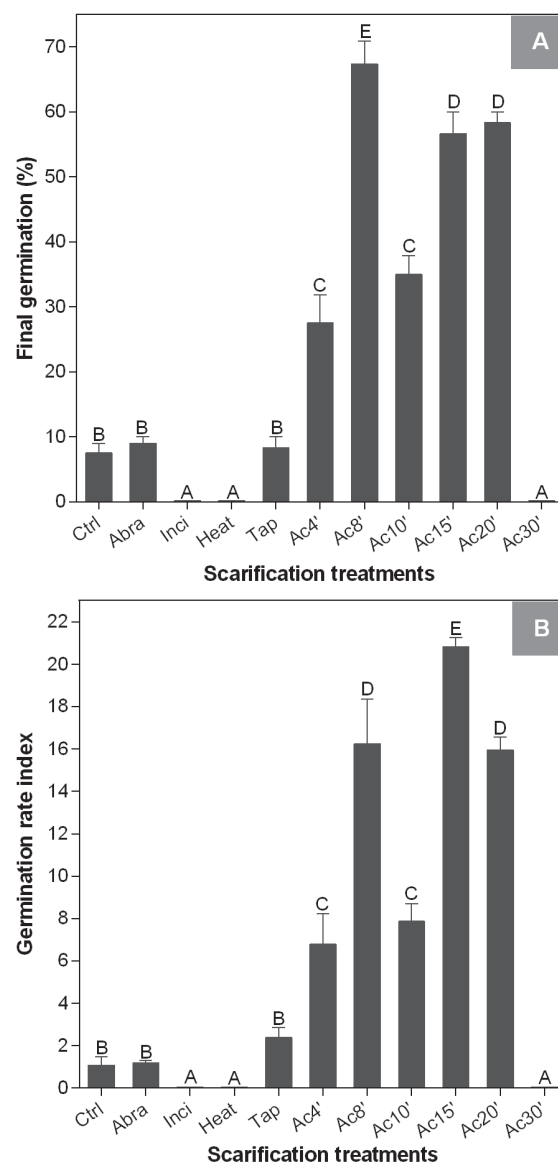 A
Final germination (%)
70
60
50
40
30
20
10
0
B
B
A
A
B
C
E
C
D
D
A
Ctrl
Abra
Inci
Heat
Tap
Ac4'
Ac8'
Ac10'
Ac15'
Ac20'
Ac30'
Scarification treatments
B
Germination rate index
22
20
18
16
14
12
10
8
6
4
2
0
B
B
A
A
B
C
D
C
E
D
A
Ctrl
Abra
Inci
Heat
Tap
Ac4'
Ac8'
Ac10'
Ac15'
Ac20'
Ac30'
Scarification treatments